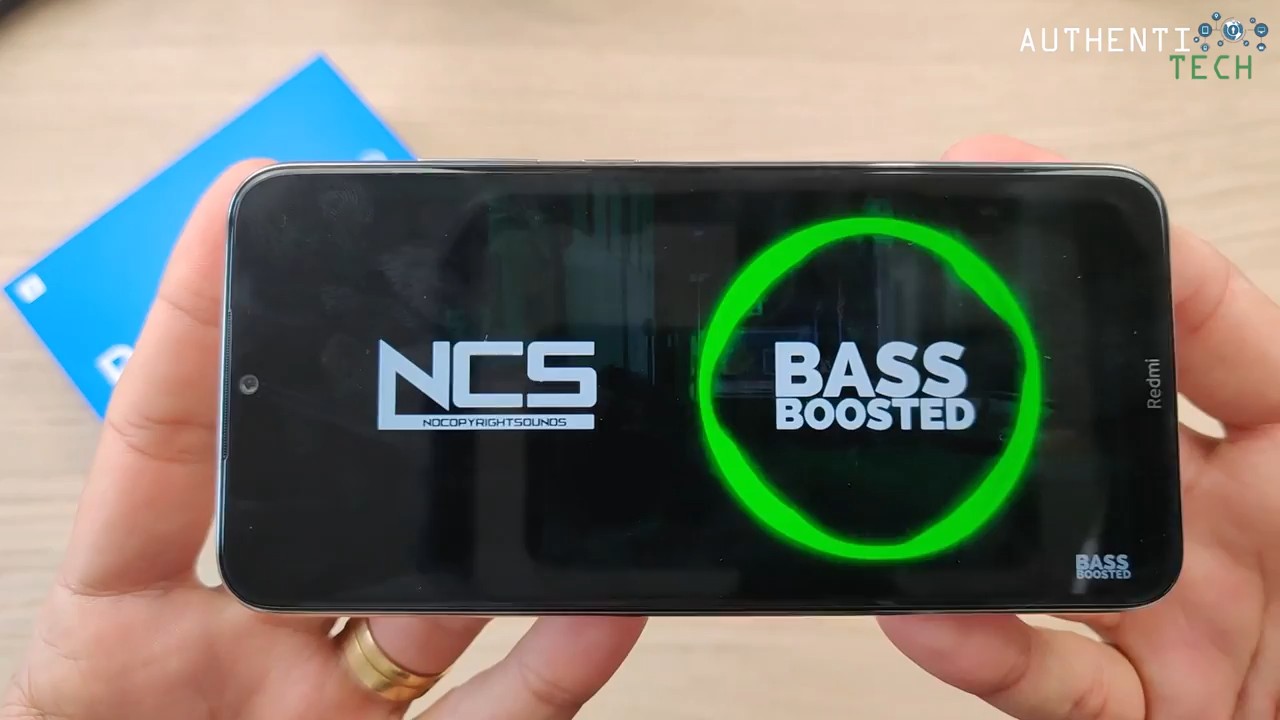 AUTHENTI
TECH
NCS
NOCOPYRIGHTSOUNDS
BASS
BOOSTED
Redmi
BASS
BOOSTED